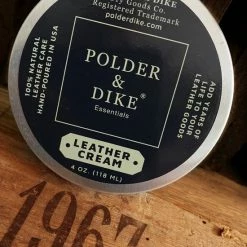 & DIKE
Goods Co.
Registered Trademark
polderdike.com
POLDER
&
DIKE®
Essentials
100% NATURAL
LEATHER CARE
HAND-POURED IN USA
ADD YEARS OF
LIFE TO YOUR
LEATHER GOODS
LEATHER
CREAM
4 OZ. (118 ML)
1967